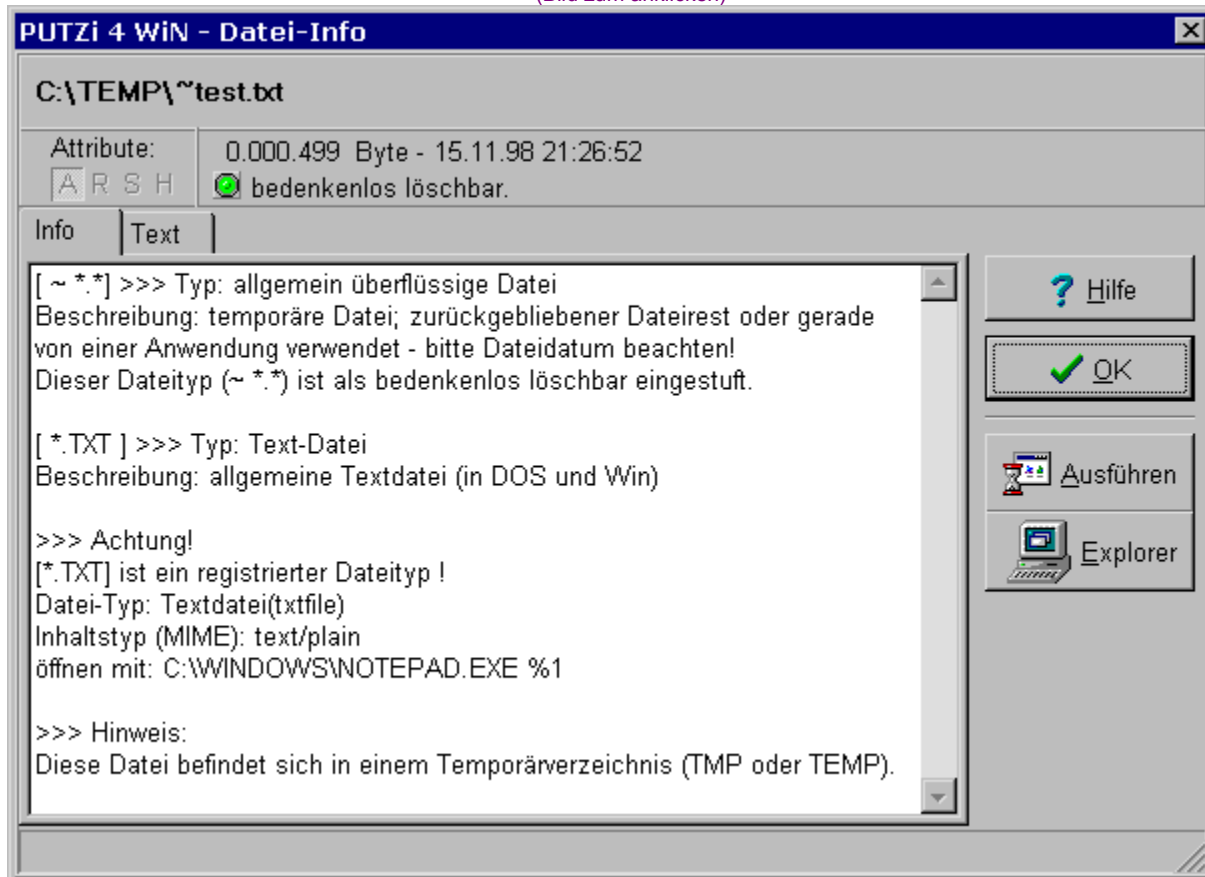 (Bild zum anklicken)
PUTZi 4 WiN - Datei-Info
C:\TEMP\~test.txt
Attribute:
A R S H
0.000.499 Byte - 15.11.98 21:26:52
bedenkenlos löschbar.
Info
Text
[ ~ *.*] >>> Typ: allgemein überflüssige Datei
Beschreibung: temporäre Datei; zurückgebliebener Dateirest oder gerade
von einer Anwendung verwendet - bitte Dateidatum beachten!
Dieser Dateityp (~ *.*) ist als bedenkenlos löschbar eingestuft.
[ *.TXT ] >>> Typ: Text-Datei
Beschreibung: allgemeine Textdatei (in DOS und Win)
>>> Achtung!
[*.TXT] ist ein registrierter Dateityp !
Datei-Typ: Textdatei(txtfile)
Inhaltstyp (MIME): text/plain
öffnen mit: C:\WINDOWS\NOTEPAD.EXE %1
>>> Hinweis:
Diese Datei befindet sich in einem Temporärverzeichnis (TMP oder TEMP).
Hilfe
OK
Ausführen
Explorer